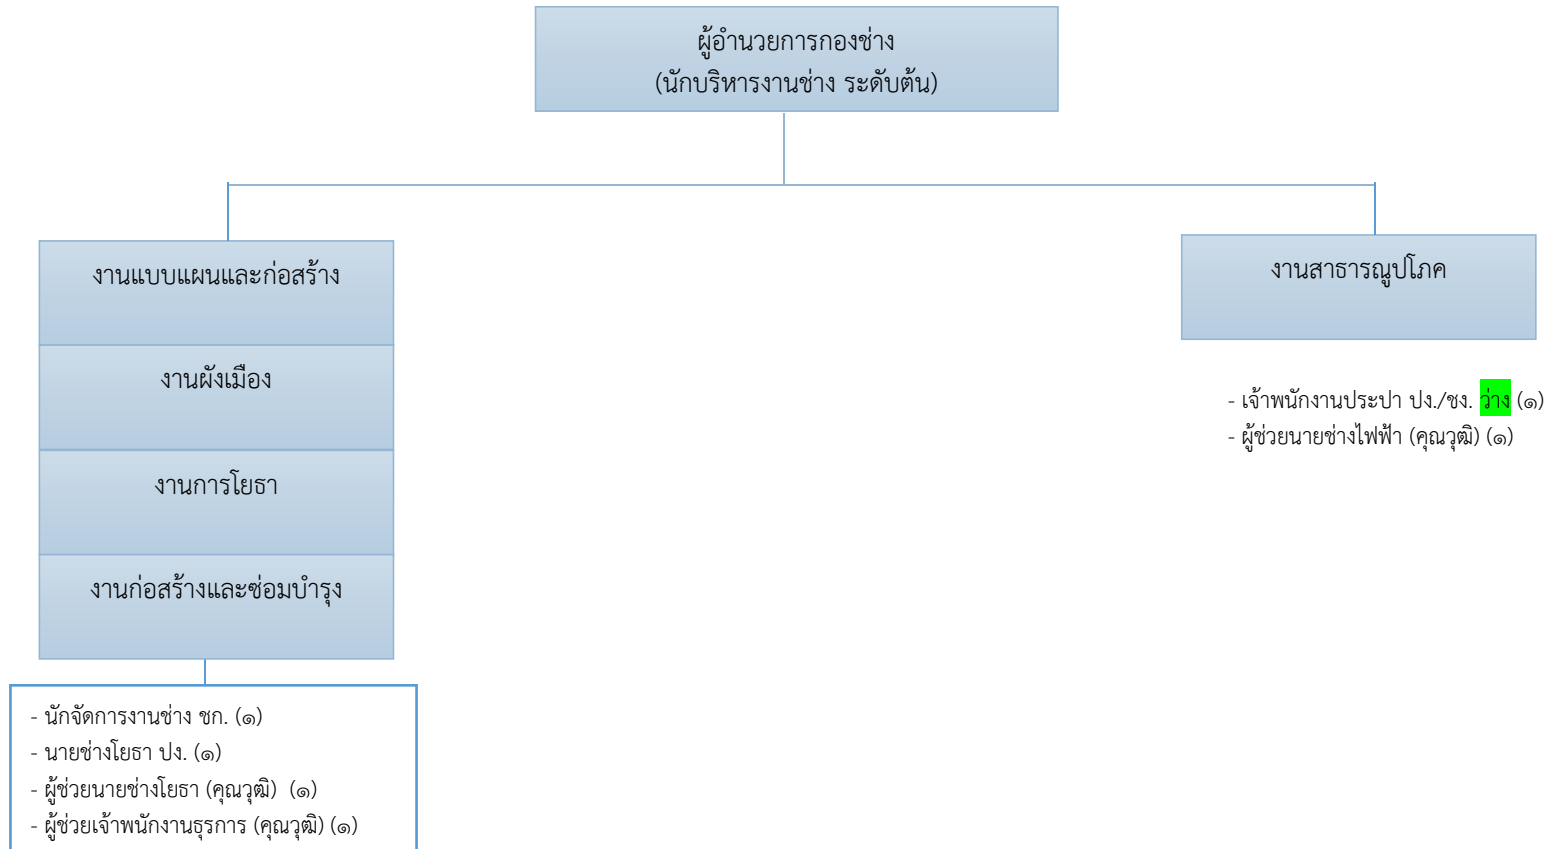 ผู้อำนวยการกองช่าง
(นักบริหารงานช่าง ระดับต้น)
งานแบบแผนและก่อสร้าง
งานผังเมือง
งานการโยธา
งานก่อสร้างและซ่อมบำรุง
- นักจัดการงานช่าง ชก. (๑)
- นายช่างโยธา ปง. (๑)
- ผู้ช่วยนายช่างโยธา (คุณวุฒิ) (๑)
- ผู้ช่วยเจ้าพนักงานธุรการ (คุณวุฒิ) (๑)
งานสาธารณูปโภค
- เจ้าพนักงานประปา ปง./ชง. ว่าง (๑)
- ผู้ช่วยนายช่างไฟฟ้า (คุณวุฒิ) (๑)